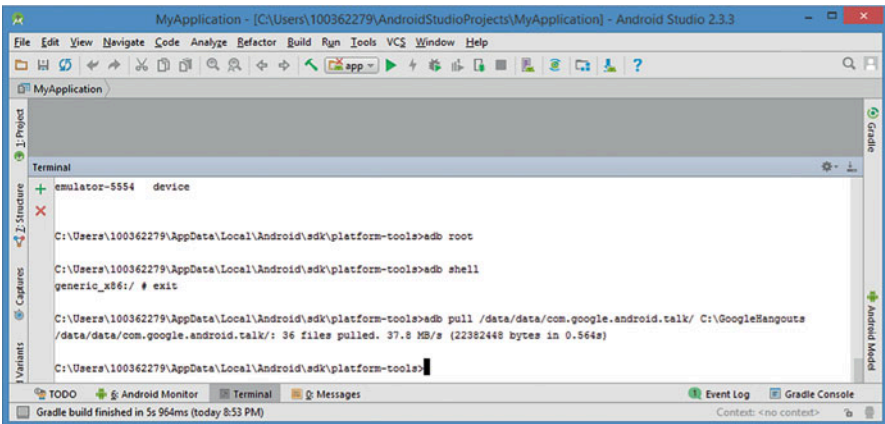 MyApplication - [C:\Users\100362279\AndroidStudioProjects\MyApplication] - Android Studio 2.3.3
File Edit View Navigate Code Analyze Refactor Build Run Tools VCS Window Help
app
MyApplication
1: Project
Gradle
Terminal
emulator-5554 device
Z: Structure
C:\Users\100362279\AppData\Local\Android\sdk\platform-tools>adb root
C:\Users\100362279\AppData\Local\Android\sdk\platform-tools>adb shell
generic_x86:/ # exit
Captures
C:\Users\100362279\AppData\Local\Android\sdk\platform-tools>adb pull /data/data/com.google.android.talk/ C:\GoogleHangouts
/data/data/com.google.android.talk/: 36 files pulled. 37.8 MB/s (22382448 bytes in 0.564s)
Android Model
Variants
C:\Users\100362279\AppData\Local\Android\sdk\platform-tools>
TODO 6: Android Monitor Terminal 0: Messages Event Log Gradle Console
Gradle build finished in 5s 964ms (today 8:53 PM) Context: <no context>